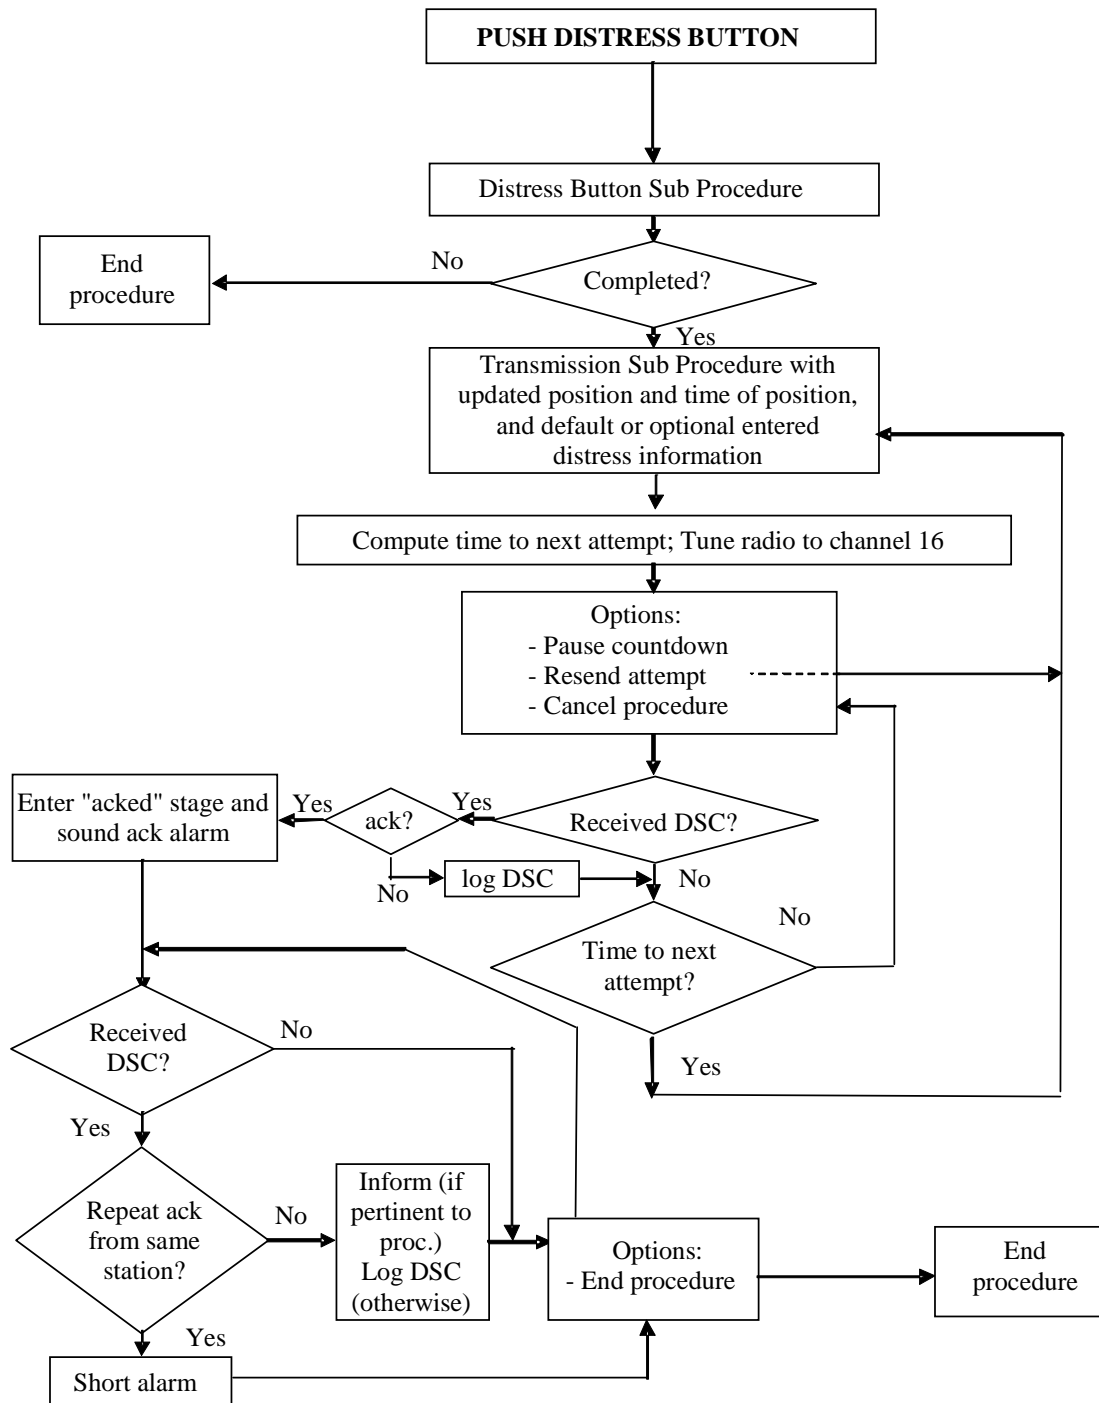 PUSH DISTRESS BUTTON
Distress Button Sub Procedure
End
procedure
No
Completed?
Yes
Transmission Sub Procedure with
updated position and time of position,
and default or optional entered
distress information
Compute time to next attempt; Tune radio to channel 16
Options:
- Pause countdown
- Resend attempt
- Cancel procedure
Enter "acked" stage and
sound ack alarm
Yes
ack?
Yes
Received DSC?
No
log DSC
No
Time to next
attempt?
No
Yes
Received
DSC?
No
Yes
Repeat ack
from same
station?
No
Inform (if
pertinent to
proc.)
Log DSC
(otherwise)
Options:
- End procedure
End
procedure
Yes
Short alarm